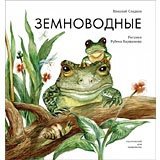 Николай Сладков
ЗЕМНОВОДНЫЕ
Рисунки
Рубена Варшамова